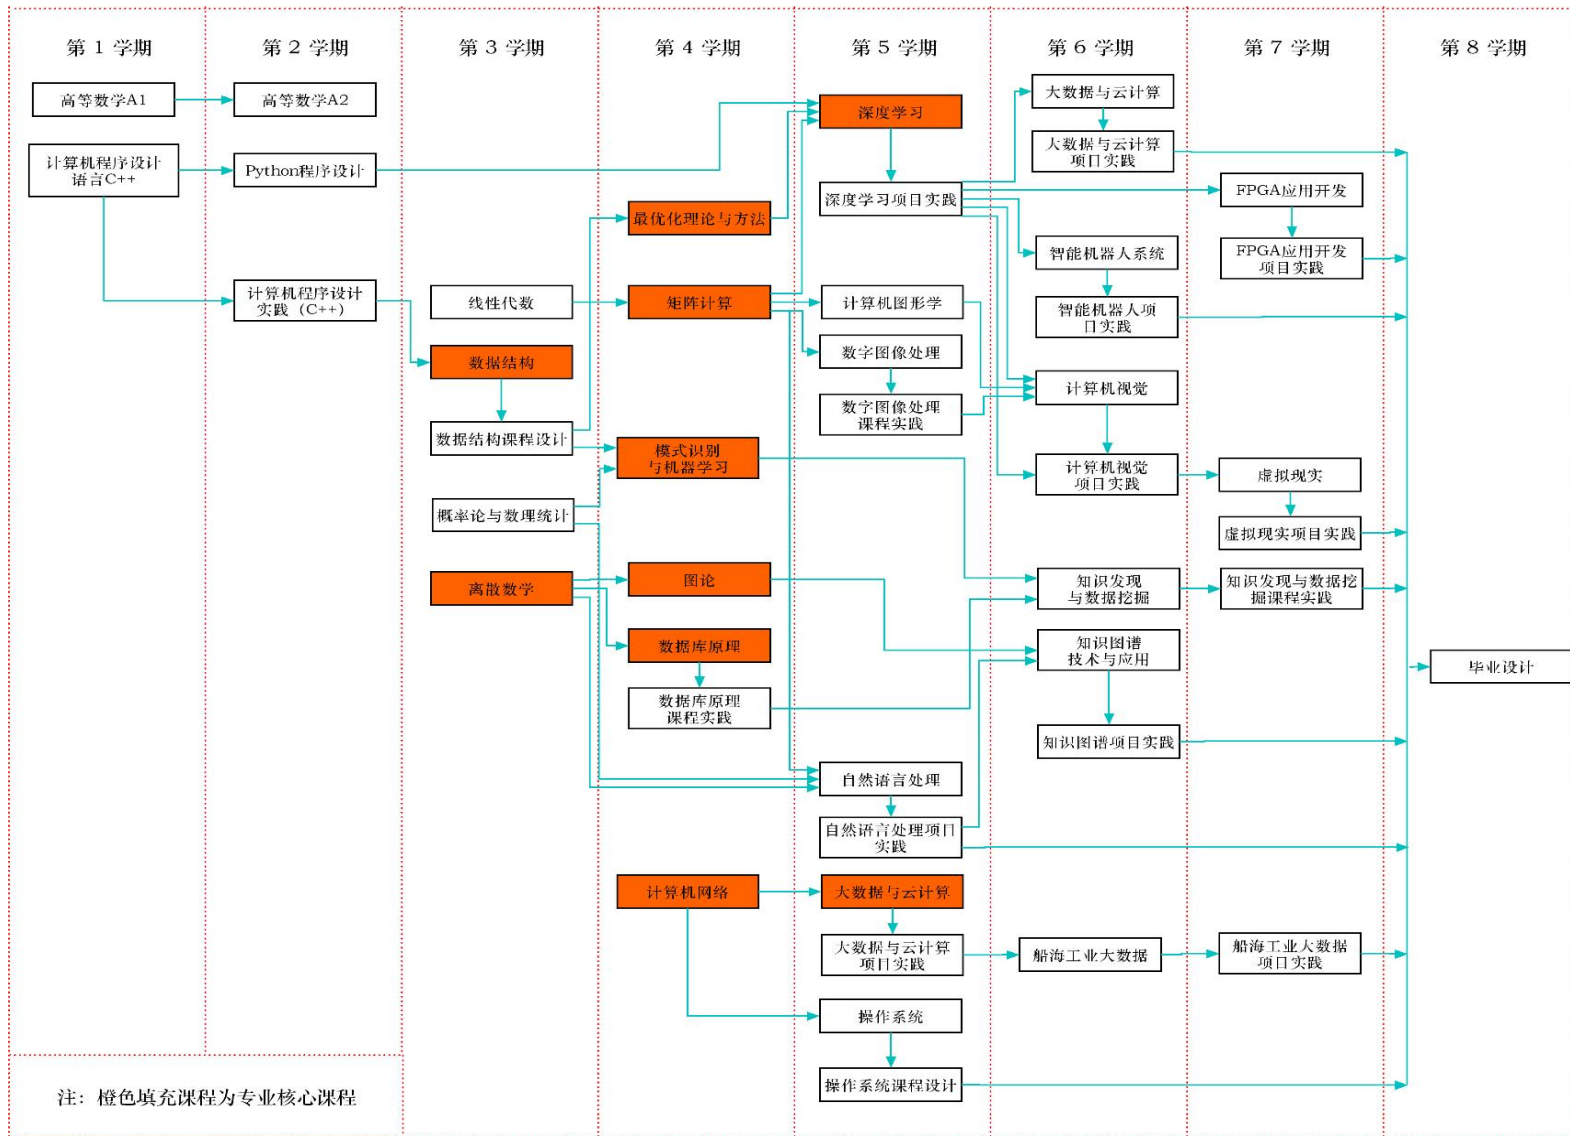 第 1 学期
第 2 学期
第 3 学期
第 4 学期
第 5 学期
第 6 学期
第 7 学期
第 8 学期
高等数学A1
计算机程序设计
语言C++
高等数学A2
Python程序设计
计算机程序设计
实践（C++）
线性代数
数据结构
数据结构课程设计
概率论与数理统计
离散数学
最优化理论与方法
矩阵计算
模式识别
与机器学习
图论
数据库原理
数据库原理
课程实践
计算机网络
深度学习
深度学习项目实践
计算机图形学
数字图像处理
数字图像处理
课程实践
自然语言处理
自然语言处理项目
实践
大数据与云计算
大数据与云计算
项目实践
操作系统
操作系统课程设计
大数据与云计算
大数据与云计算
项目实践
智能机器人系统
智能机器人项
目实践
计算机视觉
计算机视觉
项目实践
知识发现
与数据挖掘
知识图谱
技术与应用
知识图谱项目实践
船海工业大数据
FPGA应用开发
FPGA应用开发
项目实践
虚拟现实
虚拟现实项目实践
知识发现与数据挖
掘课程实践
船海工业大数据
项目实践
毕业设计
注：橙色填充课程为专业核心课程